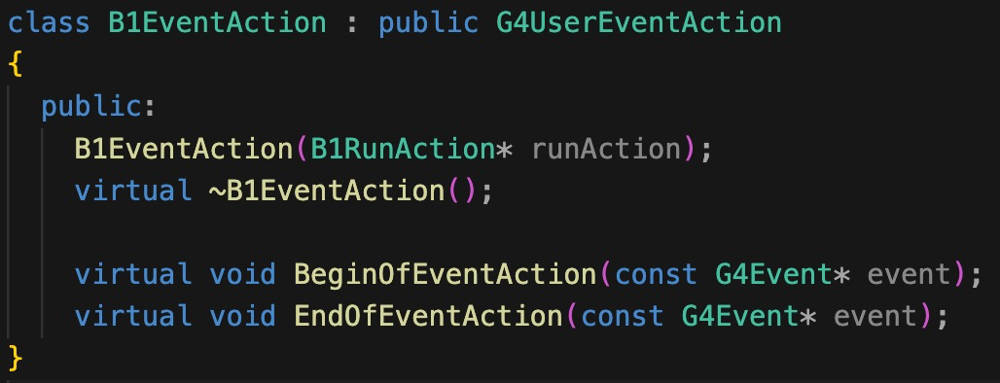 class B1EventAction : public G4UserEventAction
{
  public:
    B1EventAction(B1RunAction* runAction);
    virtual ~B1EventAction();

    virtual void BeginOfEventAction(const G4Event* event);
    virtual void EndOfEventAction(const G4Event* event);
}